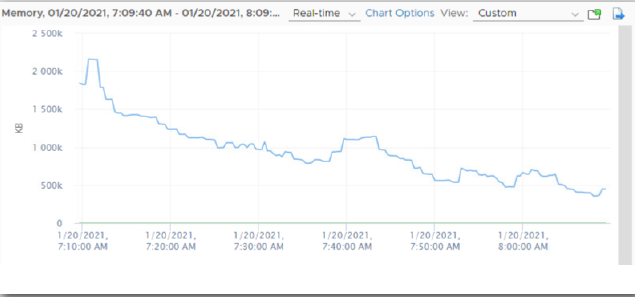 Memory, 01/20/2021, 7:09:40 AM - 01/20/2021, 8:09:... Real-time Chart Options View: Custom
2 500k
2 000k
1 500k
1 000k
500k
0
KB
1/20/2021, 1/20/2021, 1/20/2021, 1/20/2021, 1/20/2021, 1/20/2021,
7:10:00 AM 7:20:00 AM 7:30:00 AM 7:40:00 AM 7:50:00 AM 8:00:00 AM